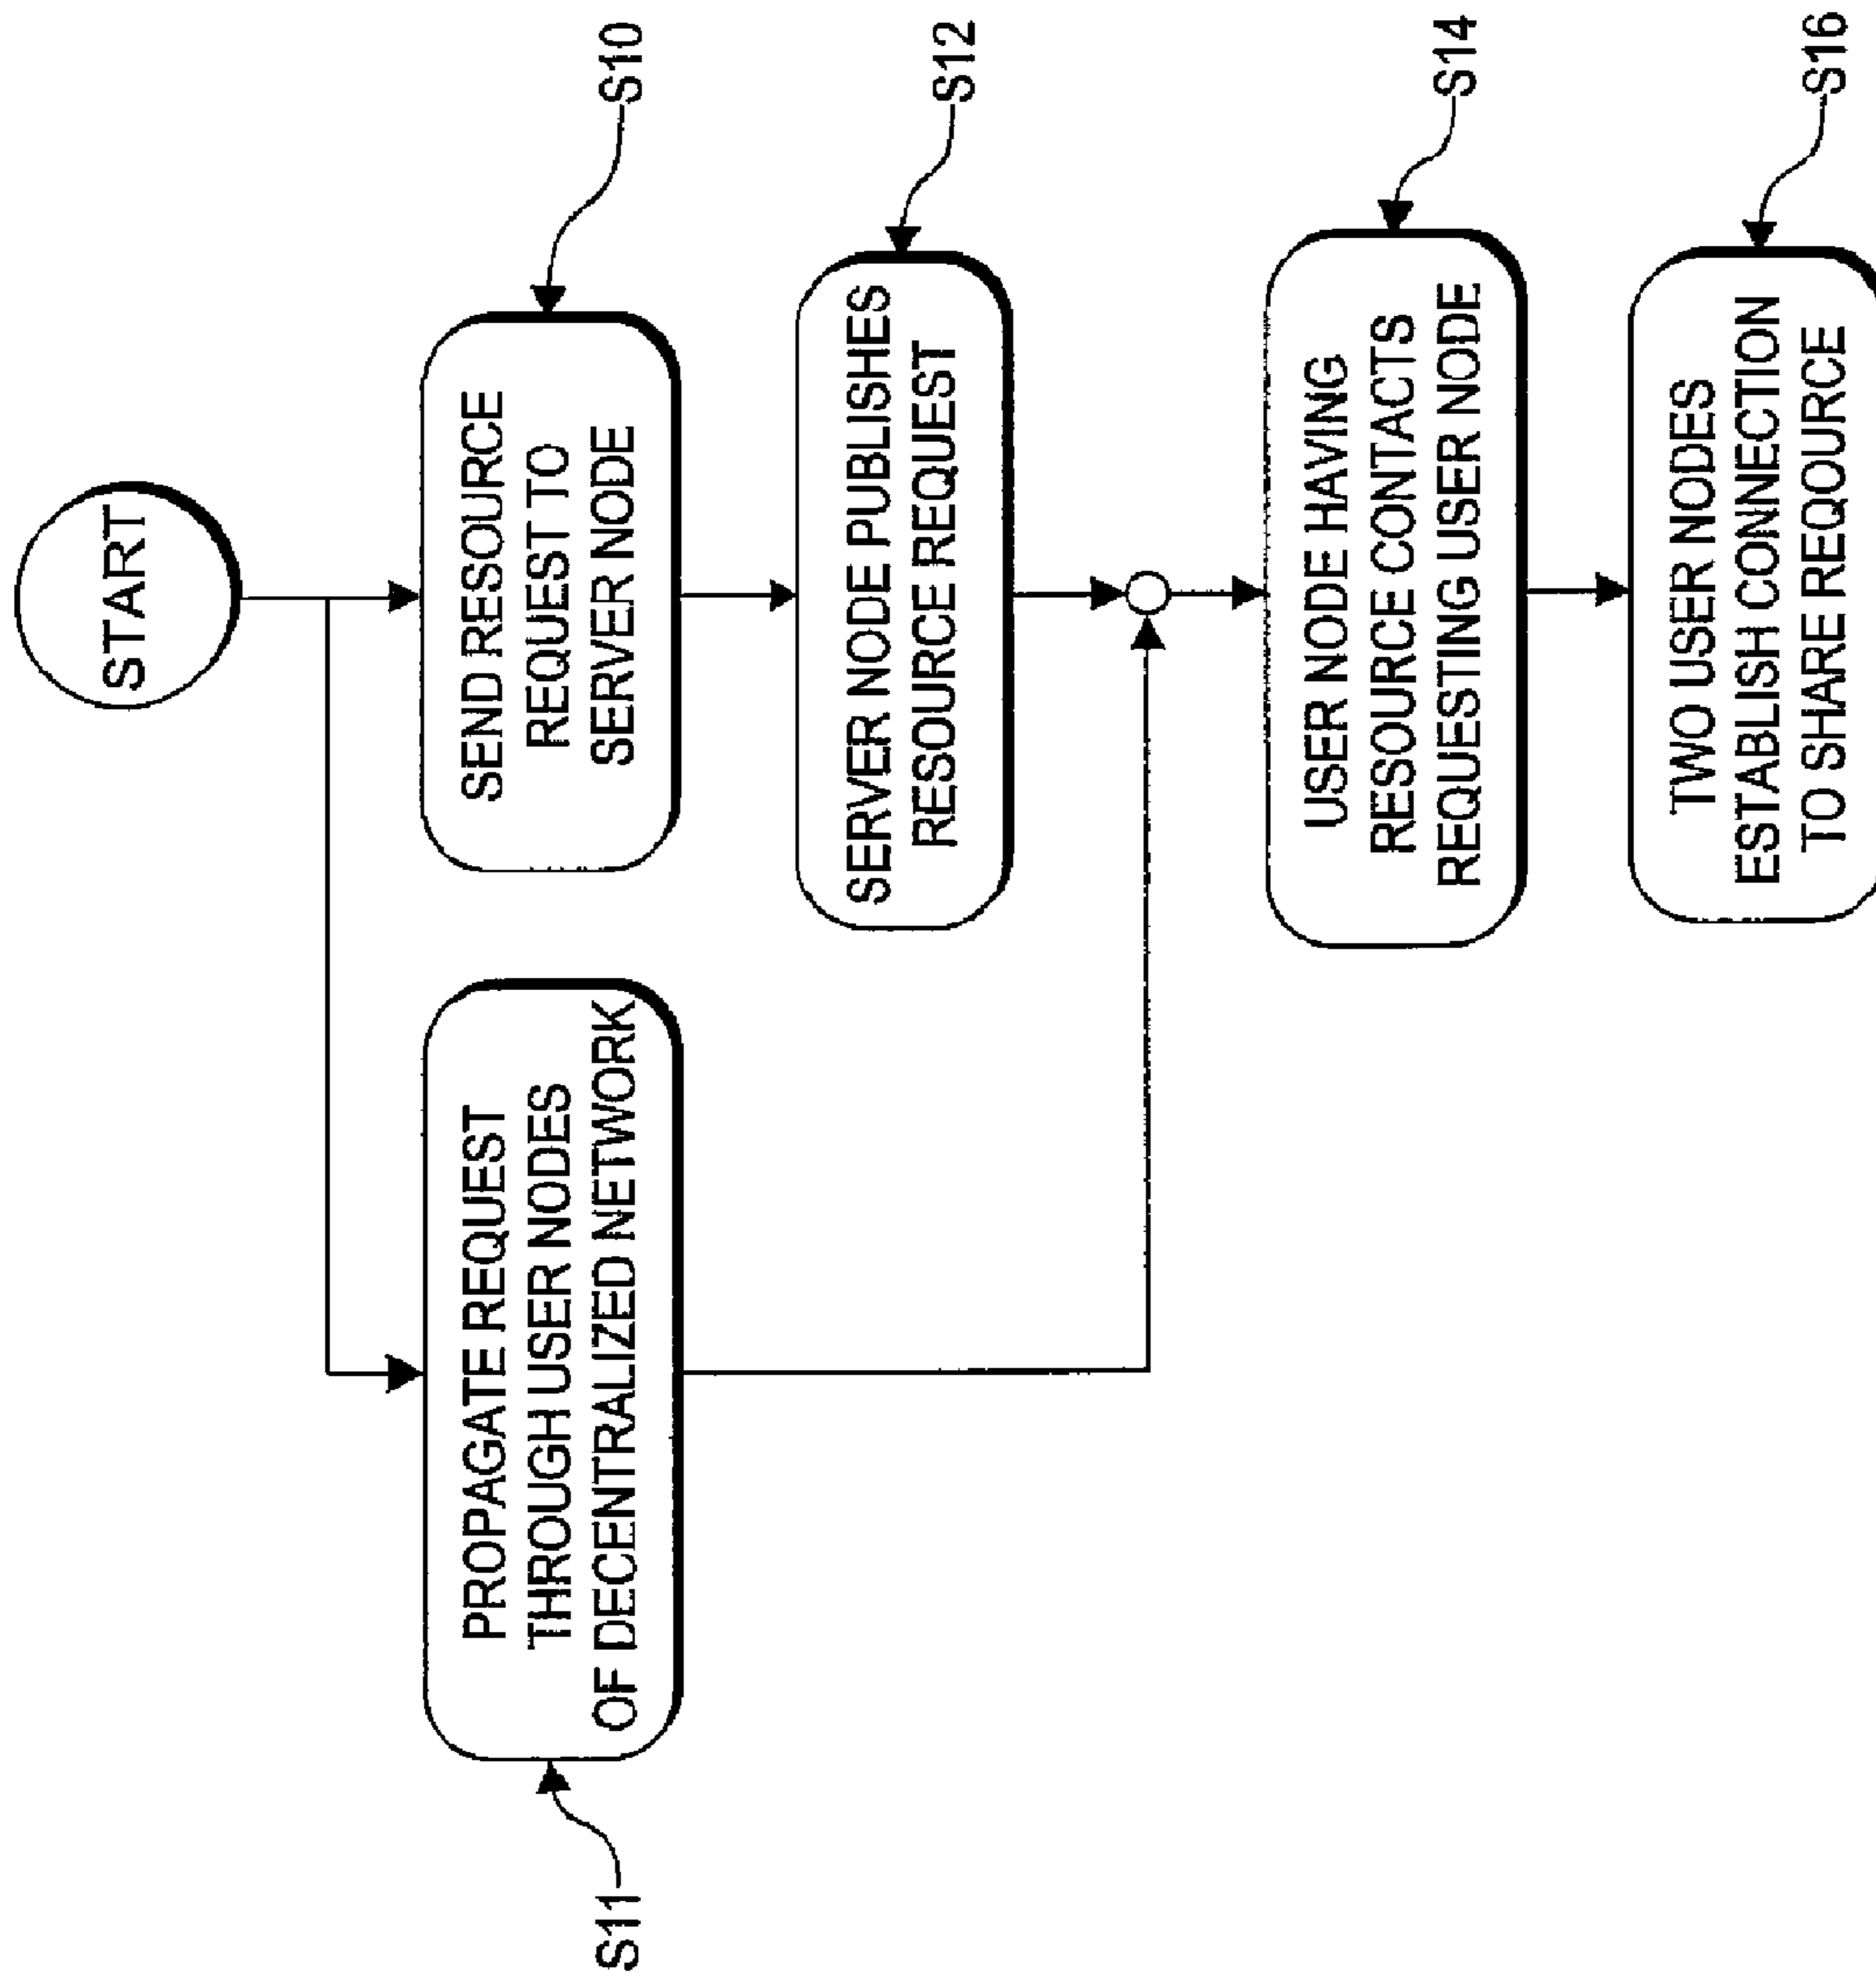 START
S10
SEND RESOURCE
REQUEST TO
SERVER NODE
S11
PROPAGATE REQUEST
THROUGH USER NODES
OF DECENTRALIZED NETWORK
S12
SERVER NODE PUBLISHES
RESOURCE REQUEST
S14
USER NODE HAVING
RESOURCE CONTACTS
REQUESTING USER NODE
S16
TWO USER NODES
ESTABLISH CONNECTION
TO SHARE REQOURCE